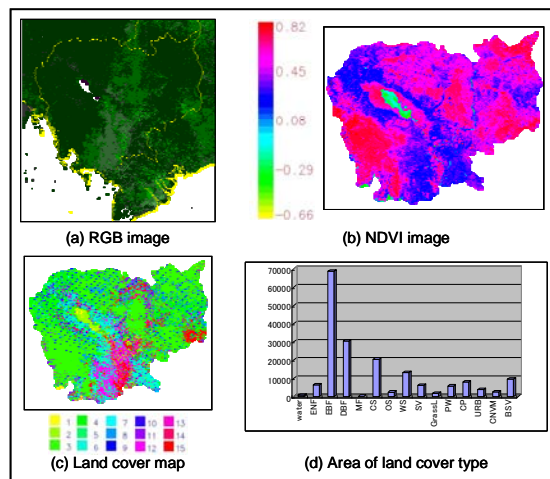 0.82
0.45
0.08
-0.29
-0.66
(a) RGB image
(b) NDVI image
1 4 7 10 13
2 5 8 11 14
3 6 9 12 15
(c) Land cover map
70000
60000
50000
40000
30000
20000
10000
0
water
ENF
EBF
DBF
MF
CS
OS
WS
SV
GrassL
PW
CP
URB
CNVM
BSV
(d) Area of land cover type